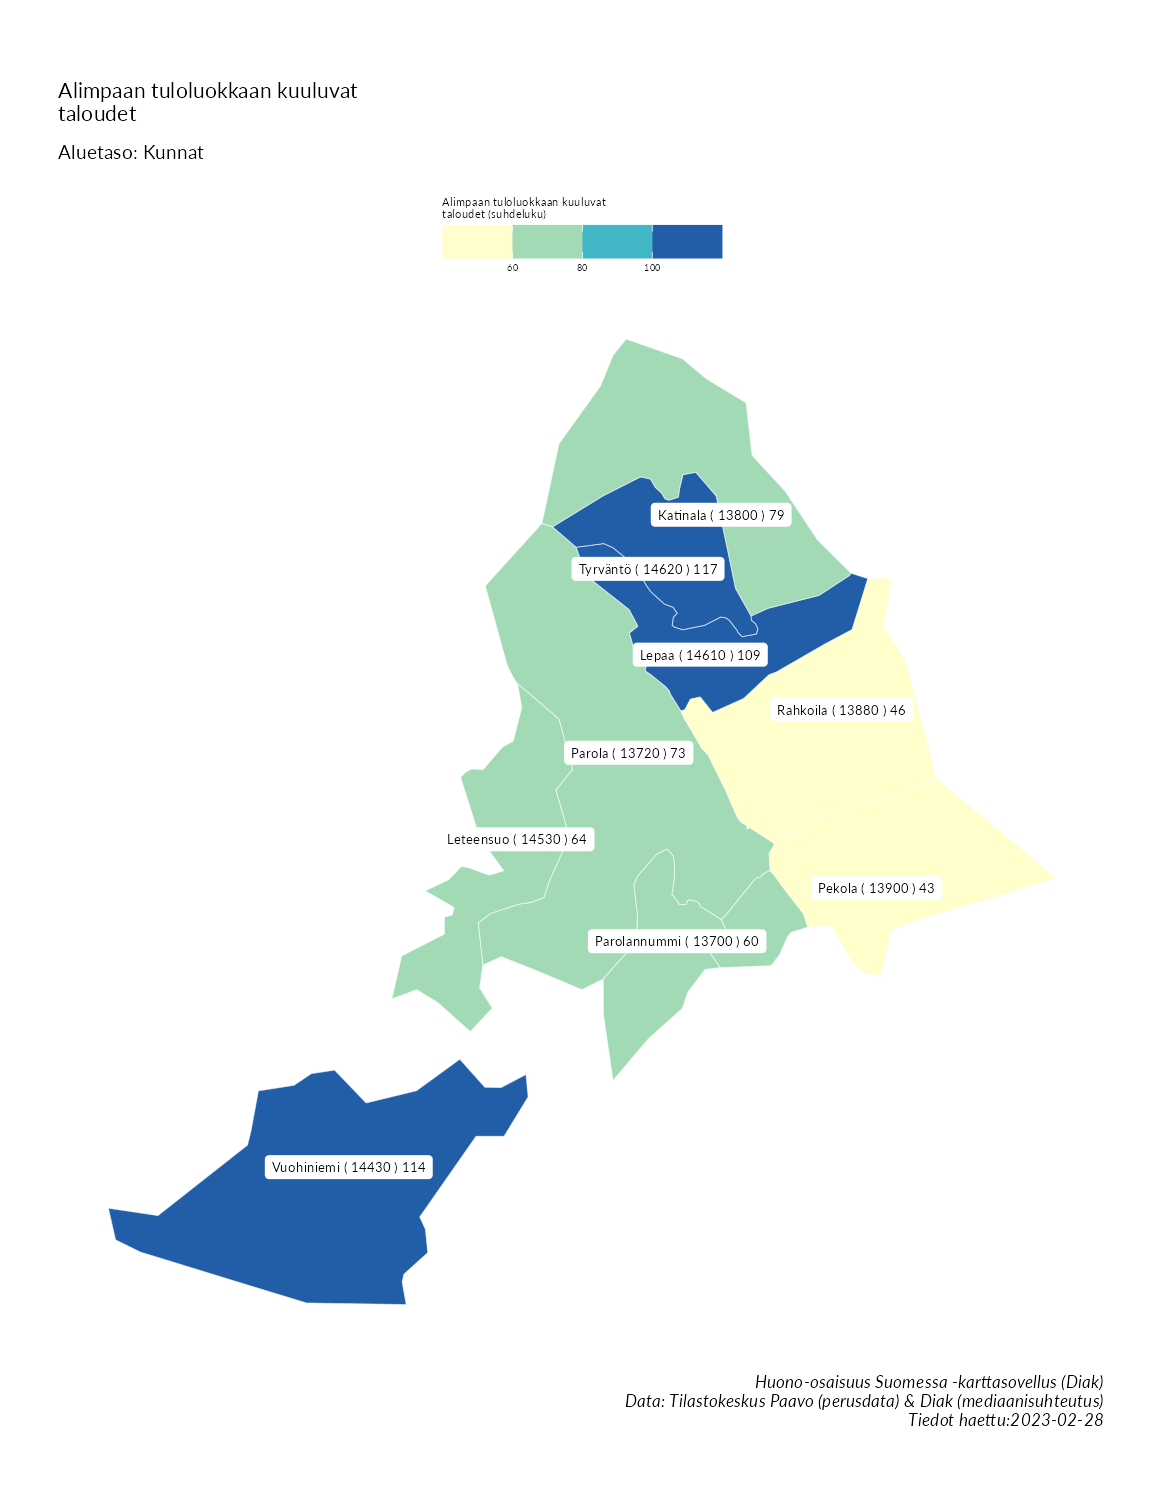 Alimpaan tuloluokkaan kuuluvat
taloudet
Aluetaso: Kunnat
Alimpaan tuloluokkaan kuuluvat
taloudet (suhdeluku)
60 80 100
Katinala ( 13800 ) 79
Tyrväntö ( 14620 ) 117
Lepaa ( 14610 ) 109
Rahkoila ( 13880 ) 46
Parola ( 13720 ) 73
Leteensuo ( 14530 ) 64
Pekola ( 13900 ) 43
Parolannummi ( 13700 ) 60
Vuohiniemi ( 14430 ) 114
Huono-osaisuus Suomessa -karttasovellus (Diak)
Data: Tilastokeskus Paavo (perusdata) & Diak (mediaanisuhteutus)
Tiedot haettu:2023-02-28